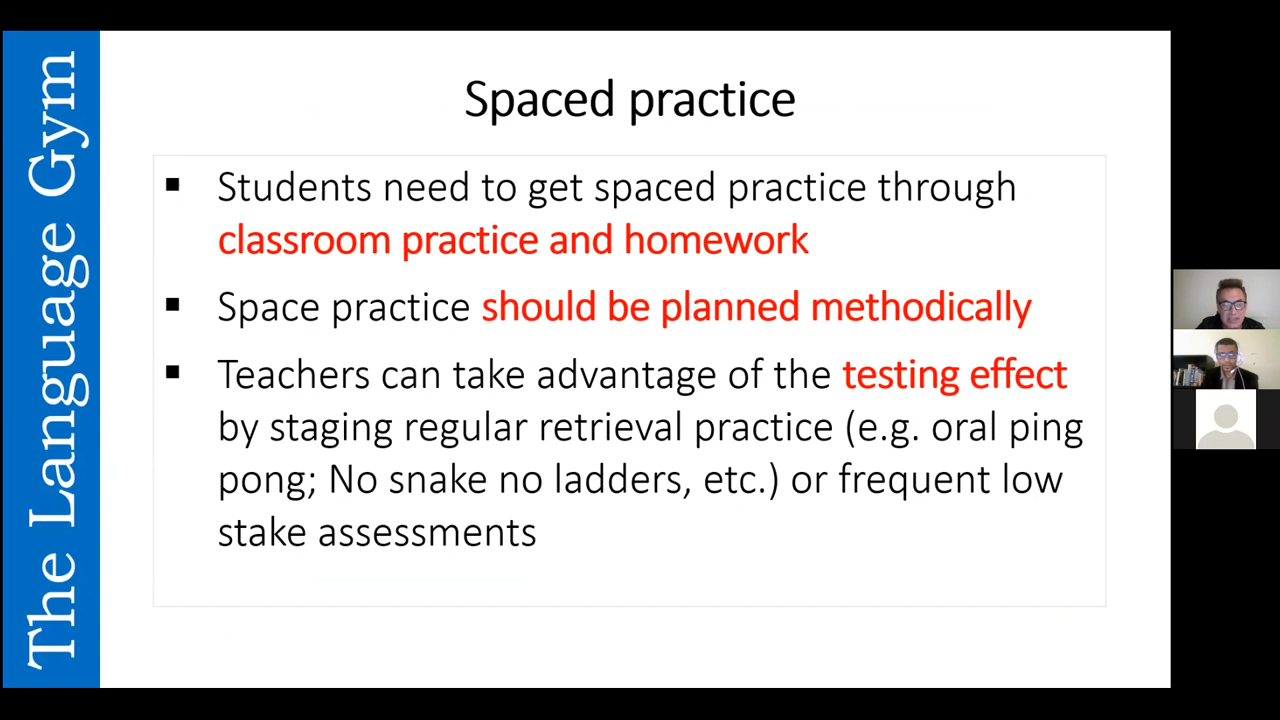 The Language Gym
Spaced practice
▪ Students need to get spaced practice through
classroom practice and homework
▪ Space practice should be planned methodically
▪ Teachers can take advantage of the testing effect
by staging regular retrieval practice (e.g. oral ping
pong; No snake no ladders, etc.) or frequent low
stake assessments